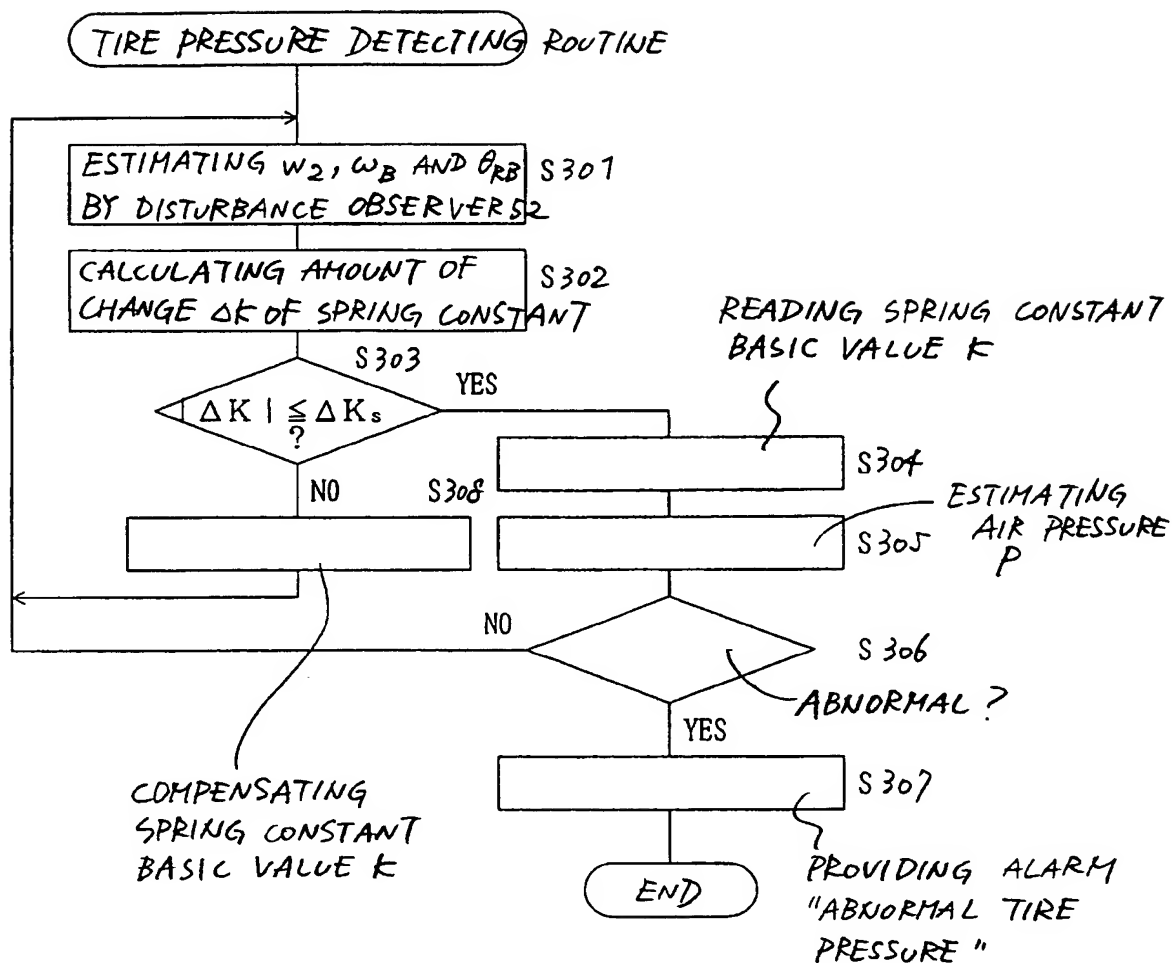 TIRE PRESSURE DETECTING ROUTINE
ESTIMATING w₂, ω_B AND θ_RB S301
BY DISTURBANCE OBSERVER 52
CALCULATING AMOUNT OF S302
CHANGE ΔK OF SPRING CONSTANT
READING SPRING CONSTANT
BASIC VALUE K
S303
YES
| ΔK | ≦ ΔKs
?
S304
NO
S308
ESTIMATING
AIR PRESSURE
P
S305
NO
S306
ABNORMAL?
YES
S307
COMPENSATING
SPRING CONSTANT
BASIC VALUE K
END
PROVIDING ALARM
"ABNORMAL TIRE
PRESSURE"